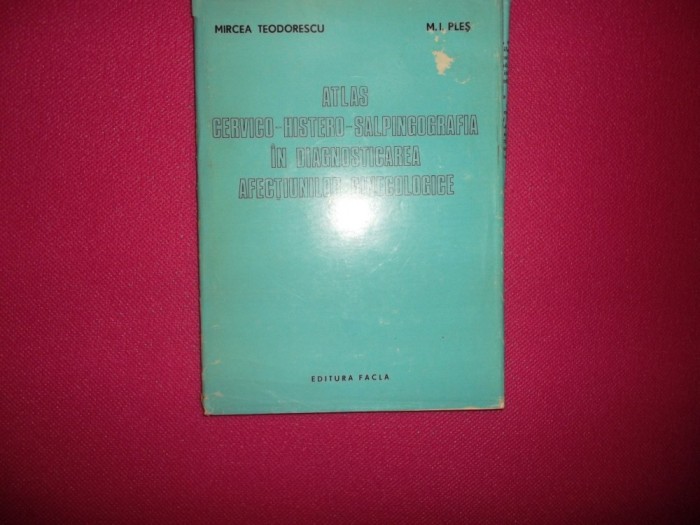 MIRCEA TEODORESCU M.I. PLEȘ
ATLAS
CERVICO-HISTERO-SALPINGOGRAFIA
ÎN DIAGNOSTICAREA
AFECȚIUNILOR GINECOLOGICE
EDITURA FACLA